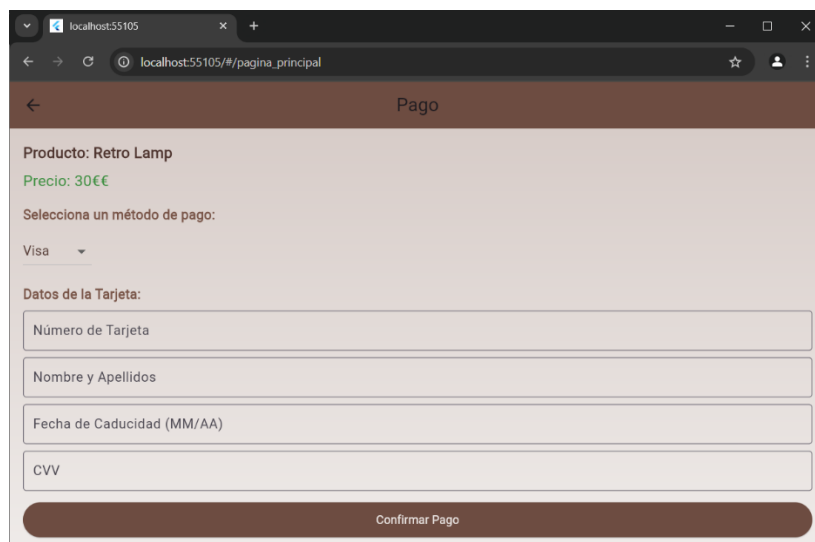 localhost:55105
localhost:55105/#/pagina_principal
Pago
Producto: Retro Lamp
Precio: 30€€
Selecciona un método de pago:
Visa
Datos de la Tarjeta:
Número de Tarjeta
Nombre y Apellidos
Fecha de Caducidad (MM/AA)
CVV
Confirmar Pago